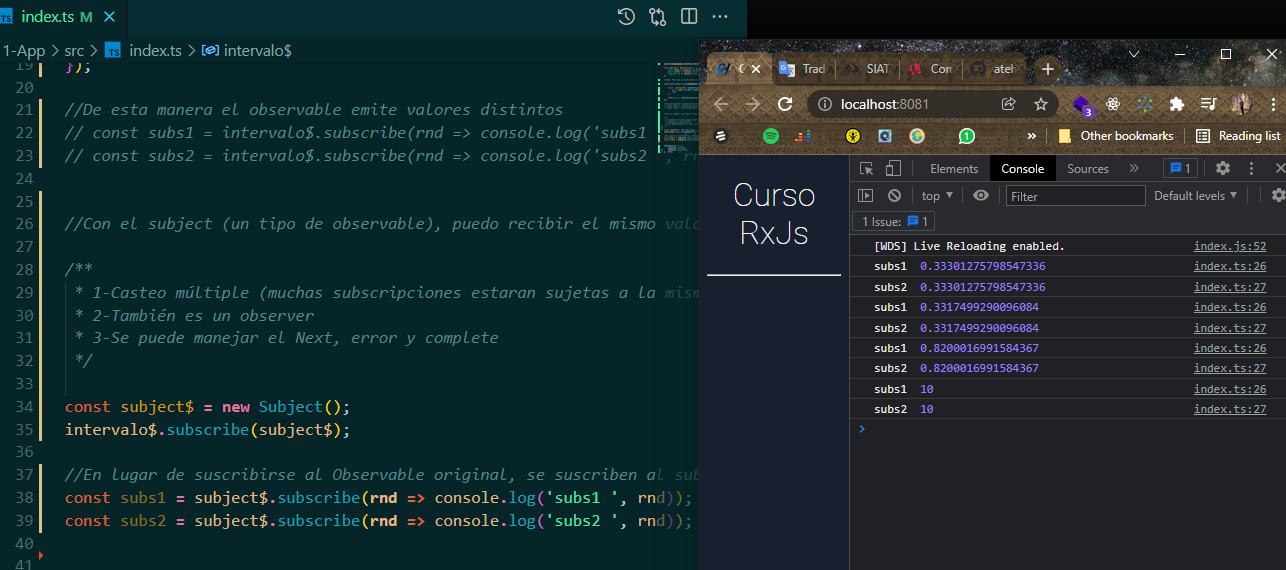 TS index.ts M ×
1-App > src > TS index.ts > intervalo$
19 });
20
21 //De esta manera el observable emite valores distintos
22 // const subs1 = intervalo$.subscribe(rnd => console.log('subs1
23 // const subs2 = intervalo$.subscribe(rnd => console.log('subs2 ', rn
24
25
26 //Con el subject (un tipo de observable), puedo recibir el mismo valo
27
28 /**
29 * 1-Casteo múltiple (muchas subscripciones estaran sujetas a la mism
30 * 2-También es un observer
31 * 3-Se puede manejar el Next, error y complete
32 */
33
34 const subject$ = new Subject();
35 intervalo$.subscribe(subject$);
36
37 //En lugar de suscribirse al Observable original, se suscriben al sub
38 const subs1 = subject$.subscribe(rnd => console.log('subs1 ', rnd));
39 const subs2 = subject$.subscribe(rnd => console.log('subs2 ', rnd));
40
41
Trad
SIAT
Con
ateh
localhost:8081
3
1
» Other bookmarks
Reading list
Curso
RxJs
Elements Console Sources » 1
top Filter Default levels
1 Issue: 1
[WDS] Live Reloading enabled. index.js:52
subs1 0.33301275798547336 index.ts:26
subs2 0.33301275798547336 index.ts:27
subs1 0.3317499290096084 index.ts:26
subs2 0.3317499290096084 index.ts:27
subs1 0.8200016991584367 index.ts:26
subs2 0.8200016991584367 index.ts:27
subs1 10 index.ts:26
subs2 10 index.ts:27